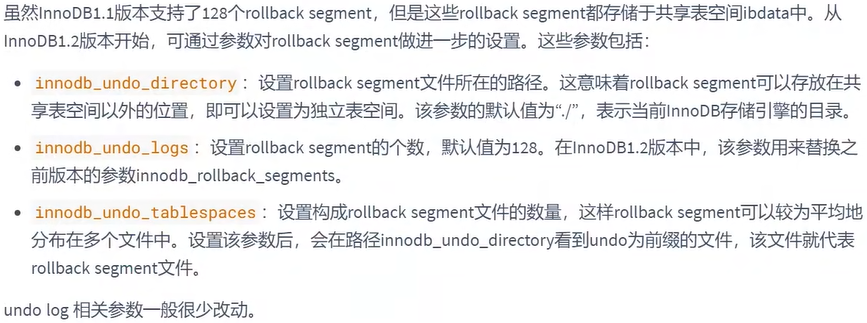 虽然InnoDB1.1版本支持了128个rollback segment，但是这些rollback segment都存储于共享表空间ibdata中。从
InnoDB1.2版本开始，可通过参数对rollback segment做进一步的设置。这些参数包括：
• innodb_undo_directory：设置rollback segment文件所在的路径。这意味着rollback segment可以存放在共
享表空间以外的位置，即可以设置为独立表空间。该参数的默认值为“./”，表示当前InnoDB存储引擎的目录。
• innodb_undo_logs：设置rollback segment的个数，默认值为128。在InnoDB1.2版本中，该参数用来替换之
前版本的参数innodb_rollback_segments。
• innodb_undo_tablespaces：设置构成rollback segment文件的数量，这样rollback segment可以较为平均地
分布在多个文件中。设置该参数后，会在路径innodb_undo_directory看到undo为前缀的文件，该文件就代表
rollback segment文件。
undo log 相关参数一般很少改动。